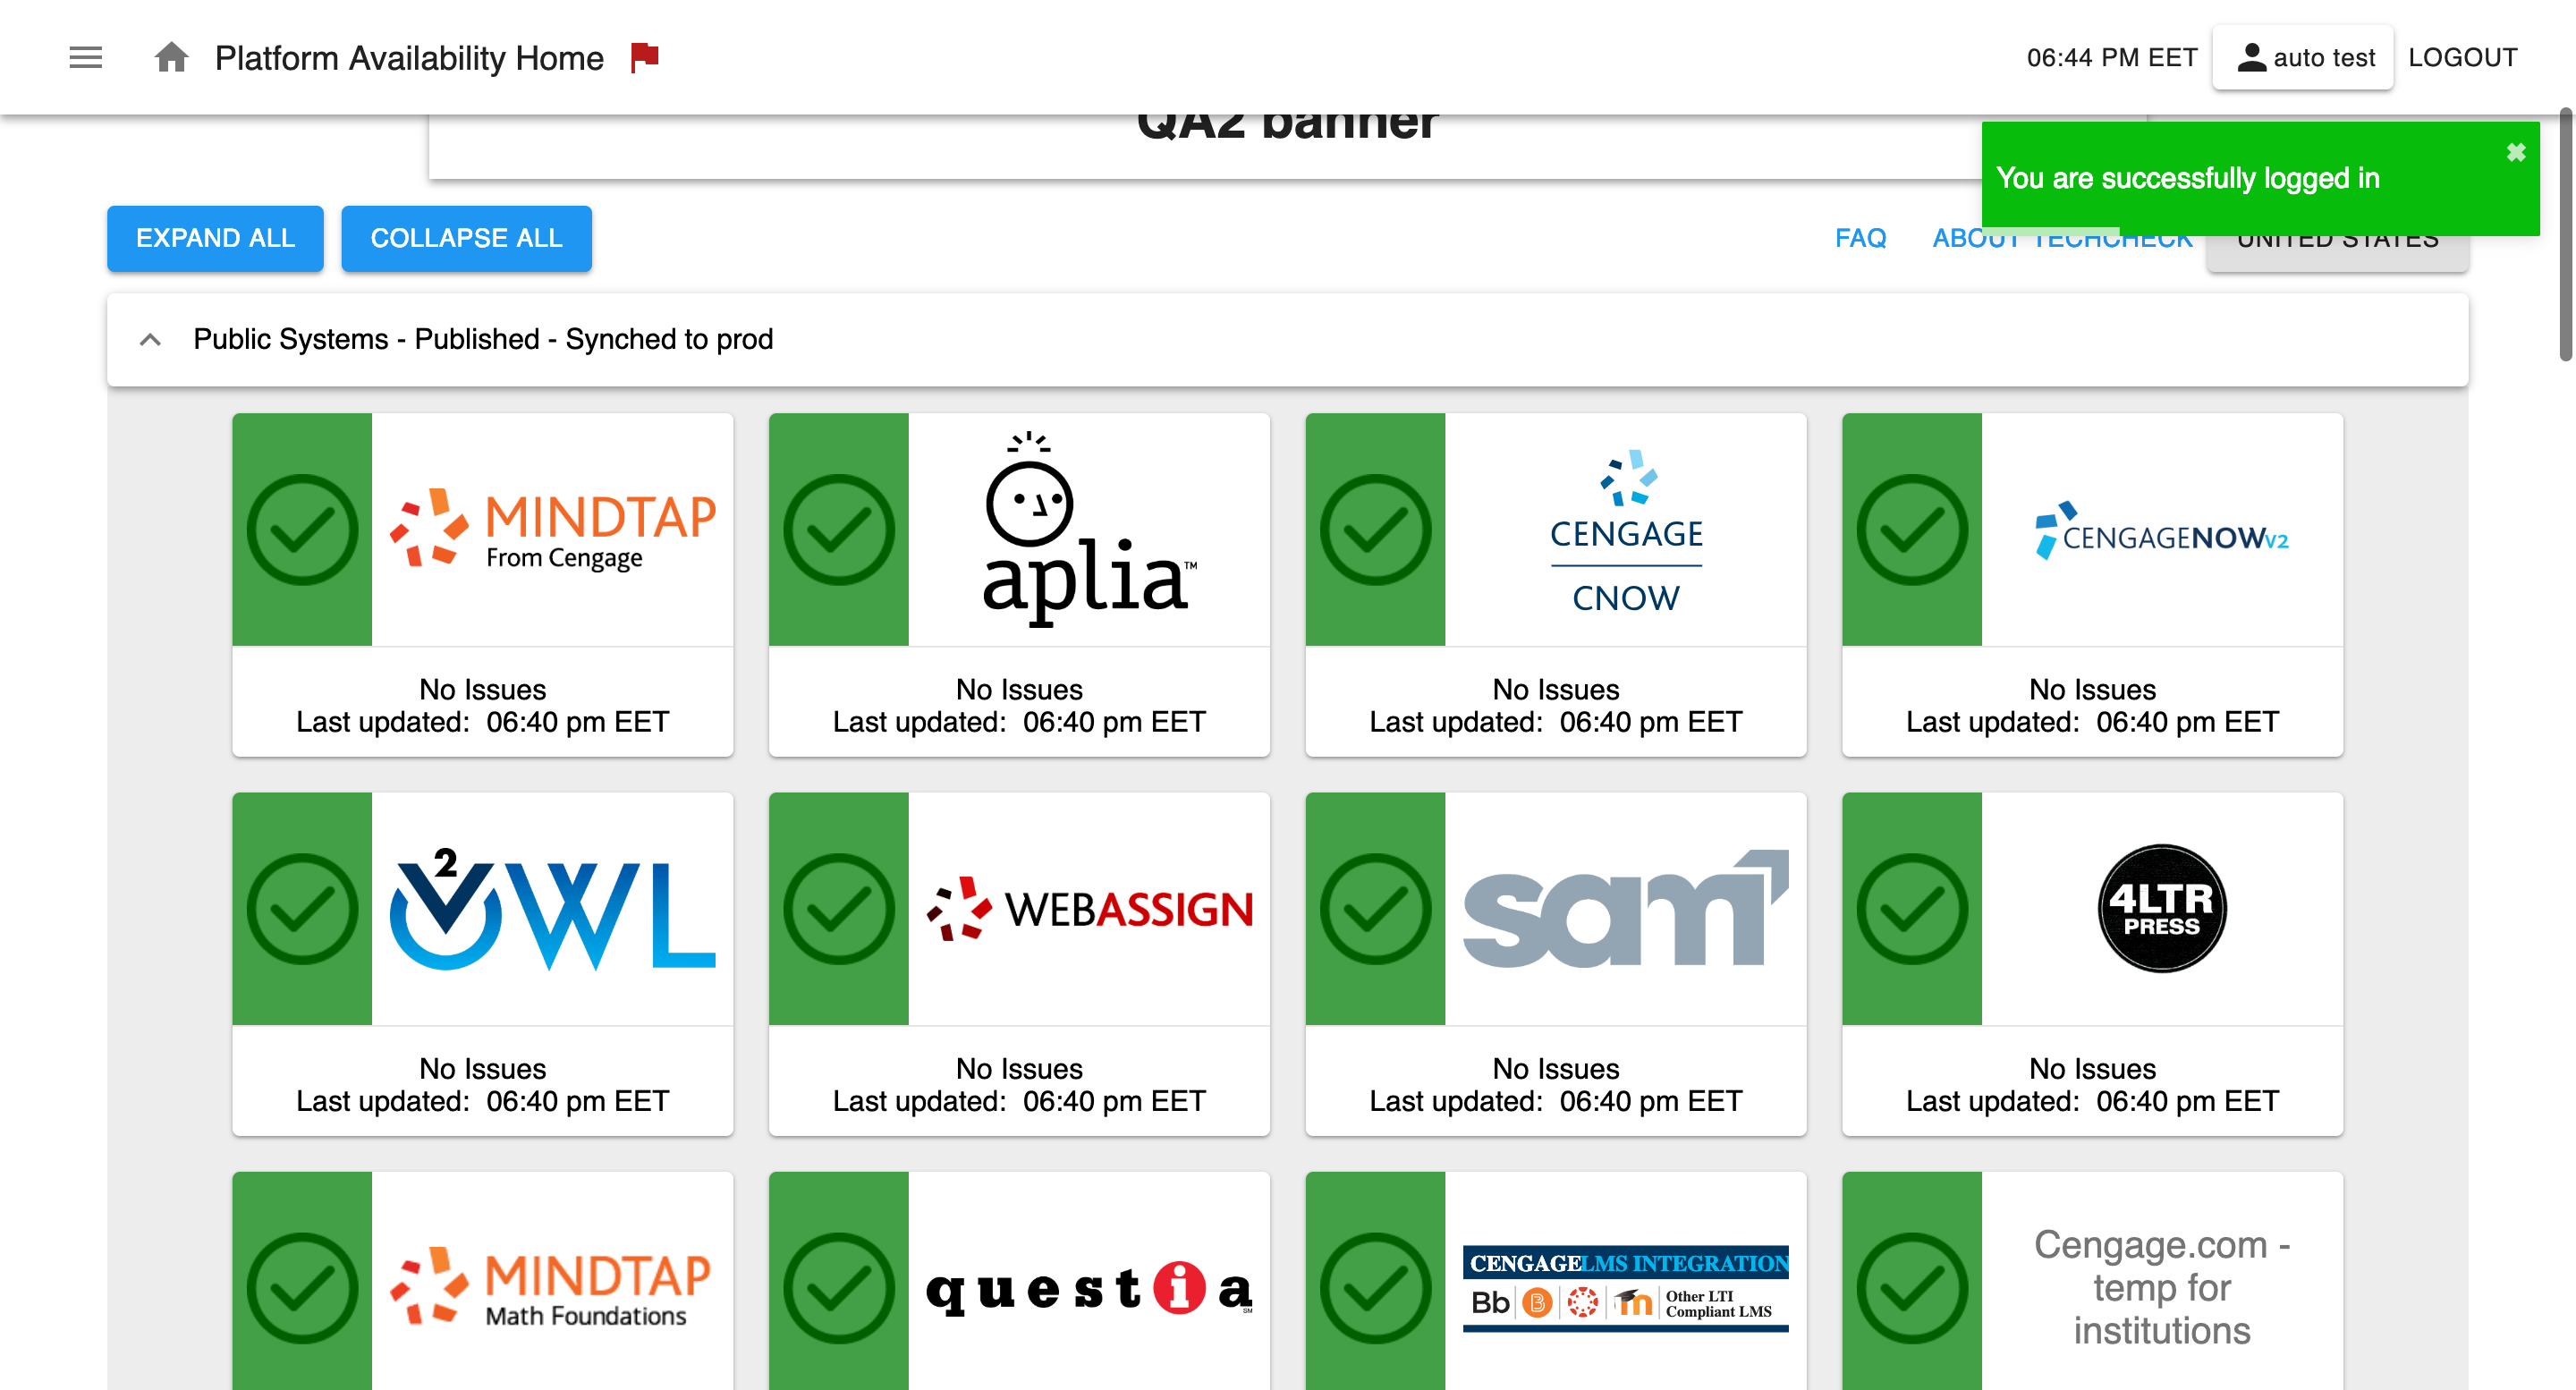 Platform Availability Home
06:44 PM EET
auto test
LOGOUT
QA2 banner
You are successfully logged in
EXPAND ALL
COLLAPSE ALL
FAQ
ABOUT TECHCHECK
UNITED STATES
Public Systems - Published - Synched to prod
MINDTAP
From Cengage
aplia™
CENGAGE
CNOW
CENGAGENOWV2
No Issues
Last updated: 06:40 pm EET
No Issues
Last updated: 06:40 pm EET
No Issues
Last updated: 06:40 pm EET
No Issues
Last updated: 06:40 pm EET
OWL
V2
WEBASSIGN
sam
4LTR
PRESS
No Issues
Last updated: 06:40 pm EET
No Issues
Last updated: 06:40 pm EET
No Issues
Last updated: 06:40 pm EET
No Issues
Last updated: 06:40 pm EET
MINDTAP
Math Foundations
questia℠
CENGAGELMS INTEGRATION
Bb
B
m
Other LTI
Compliant LMS
Cengage.com -
temp for
institutions